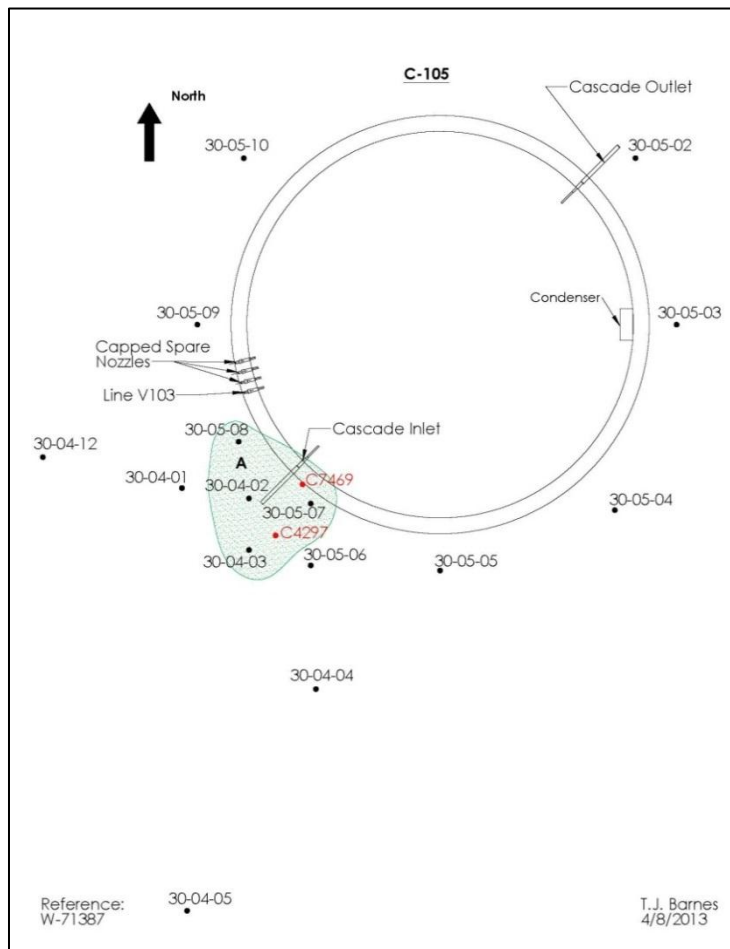 C-105
North
Cascade Outlet
30-05-10
30-05-02
30-05-09
Condenser
30-05-03
Capped Spare
Nozzles
Line V103
Cascade Inlet
30-05-08
30-04-12
A
30-04-01
C7469
30-04-02
30-05-07
30-05-04
C4297
30-04-03
30-05-06
30-05-05
30-04-04
30-04-05
Reference:
W-71387
T.J. Barnes
4/8/2013